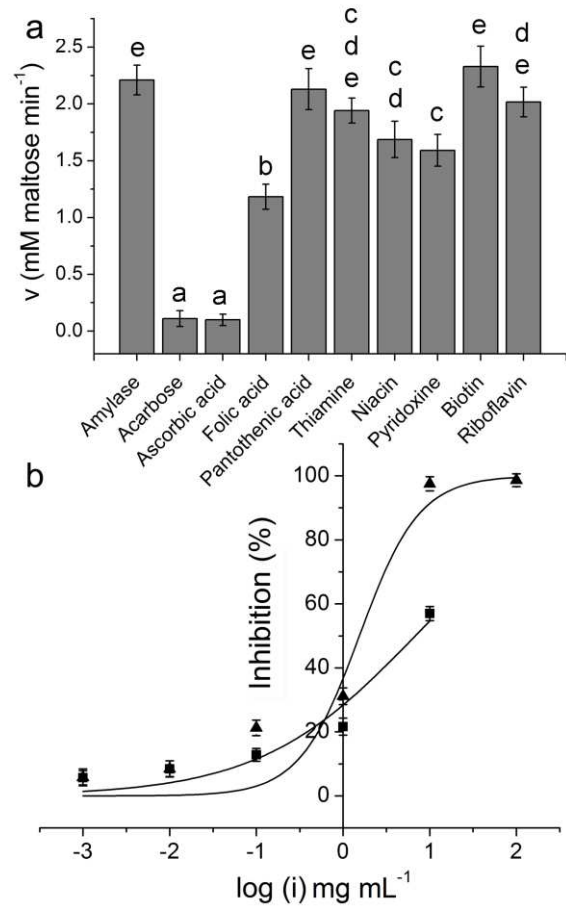 a
v (mM maltose min⁻¹)
2.5
2.0
1.5
1.0
0.5
0.0
e
a
a
b
e
c
d
e
c
d
c
e
d
e
Amylase
Acarbose
Ascorbic acid
Folic acid
Pantothenic acid
Thiamine
Niacin
Pyridoxine
Biotin
Riboflavin
b
Inhibition (%)
100
80
60
40
20
0
-3
-2
-1
0
1
2
log (i) mg mL⁻¹